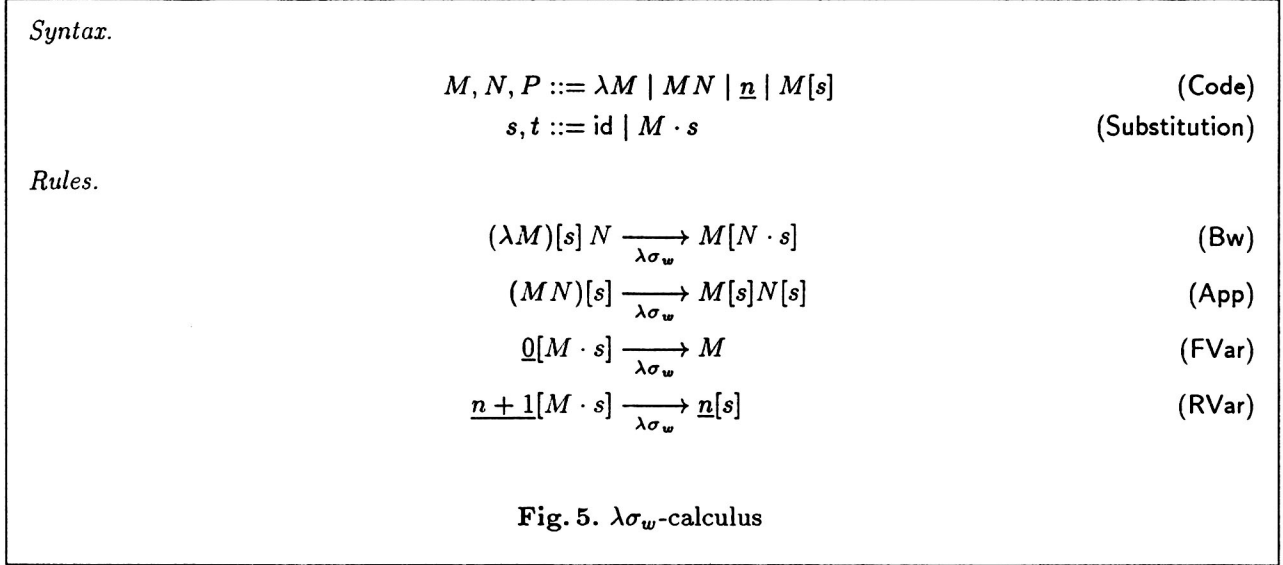 Syntax.
M, N, P ::= λM | MN | n̲ | M[s] (Code)
s, t ::= id | M · s (Substitution)
Rules.
(λM)[s] N ⟶λσw M[N · s] (Bw)
(MN)[s] ⟶λσw M[s]N[s] (App)
0̲[M · s] ⟶λσw M (FVar)
n̲ ̲+̲ ̲1̲[M · s] ⟶λσw n̲[s] (RVar)
Fig. 5. λσw-calculus